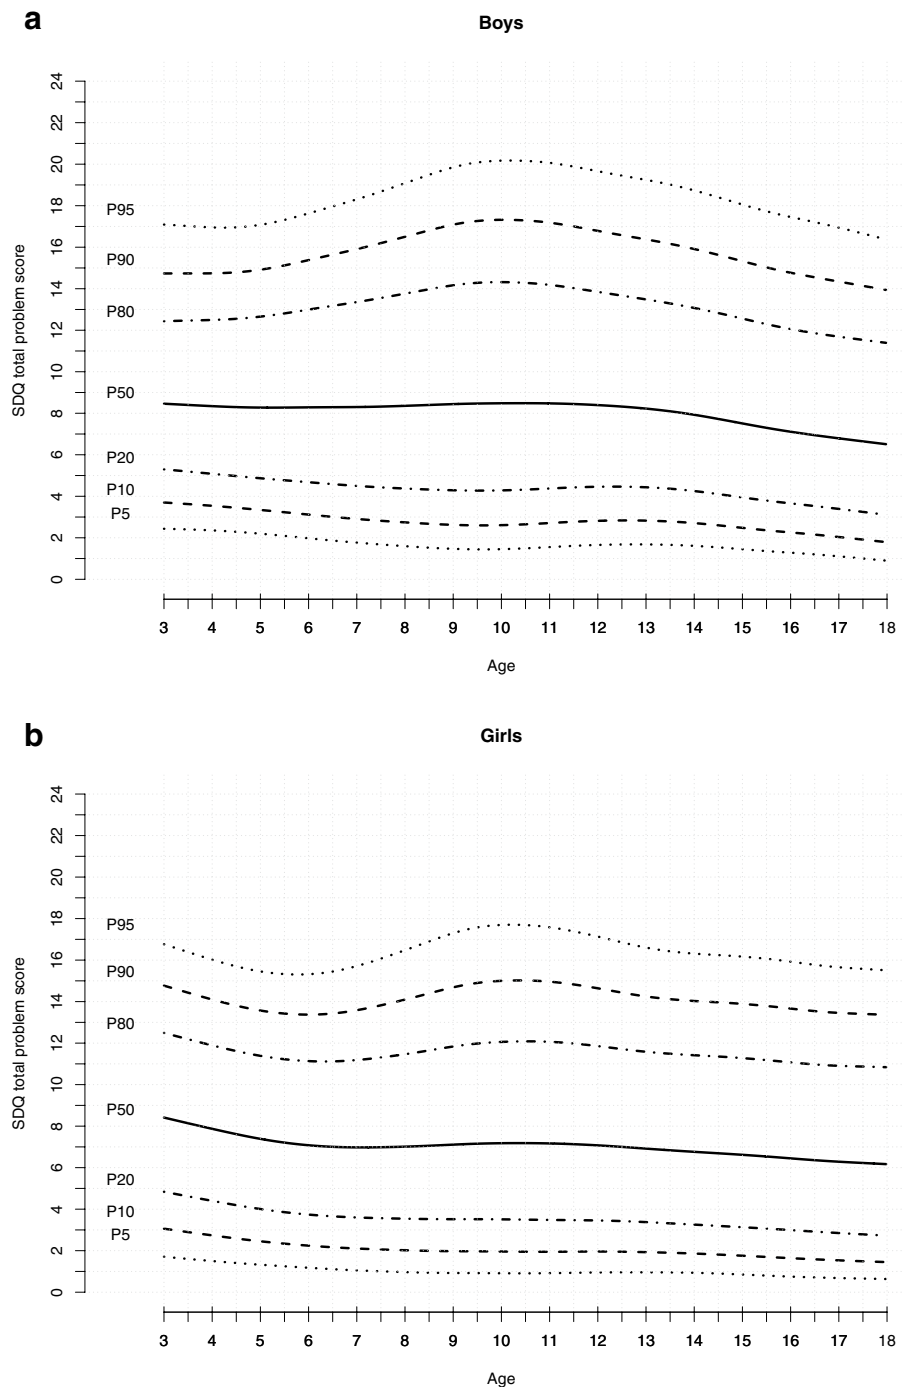 a
Boys
SDQ total problem score
24
22
20
18
16
14
12
10
8
6
4
2
0
P95
P90
P80
P50
P20
P10
P5
3 4 5 6 7 8 9 10 11 12 13 14 15 16 17 18
Age
b
Girls
SDQ total problem score
24
22
20
18
16
14
12
10
8
6
4
2
0
P95
P90
P80
P50
P20
P10
P5
3 4 5 6 7 8 9 10 11 12 13 14 15 16 17 18
Age